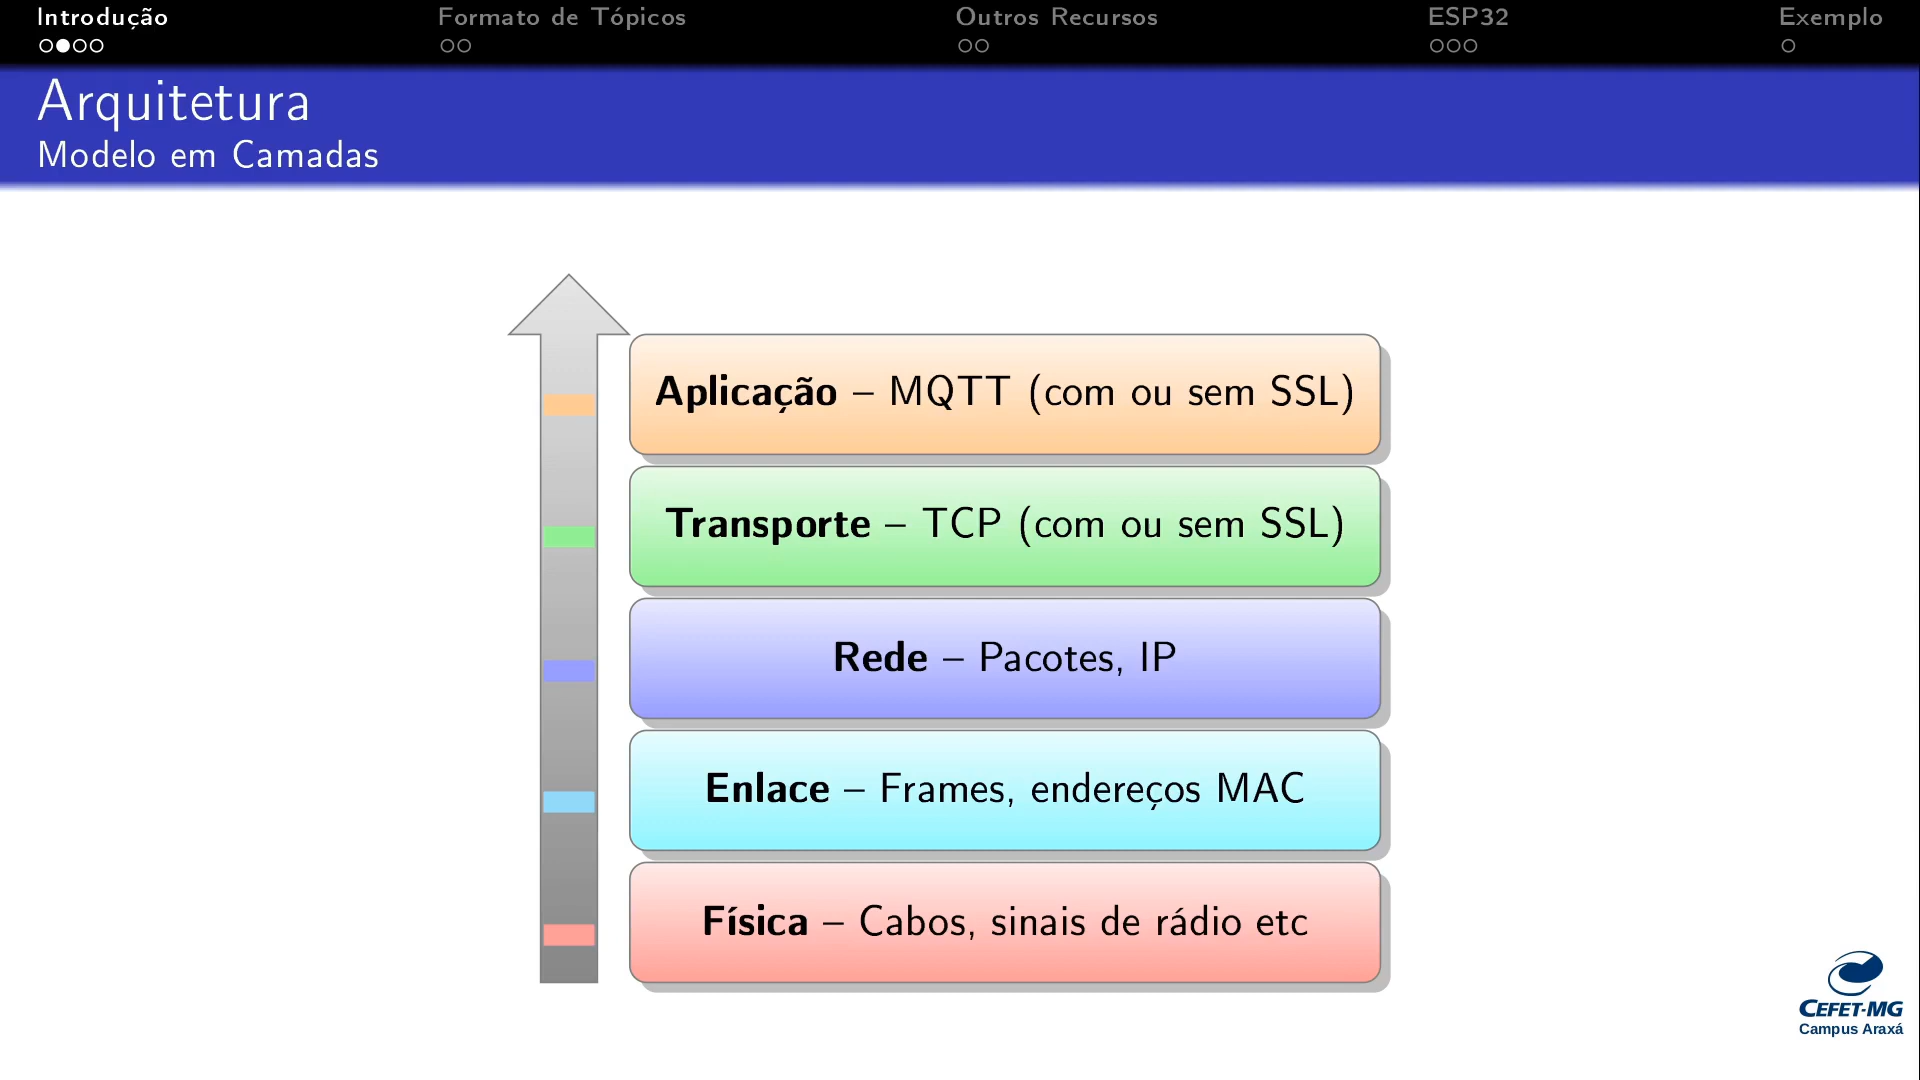 Introdução
Formato de Tópicos
Outros Recursos
ESP32
Exemplo
Arquitetura
Modelo em Camadas
Aplicação – MQTT (com ou sem SSL)
Transporte – TCP (com ou sem SSL)
Rede – Pacotes, IP
Enlace – Frames, endereços MAC
Física – Cabos, sinais de rádio etc
CEFET-MG
Campus Araxá